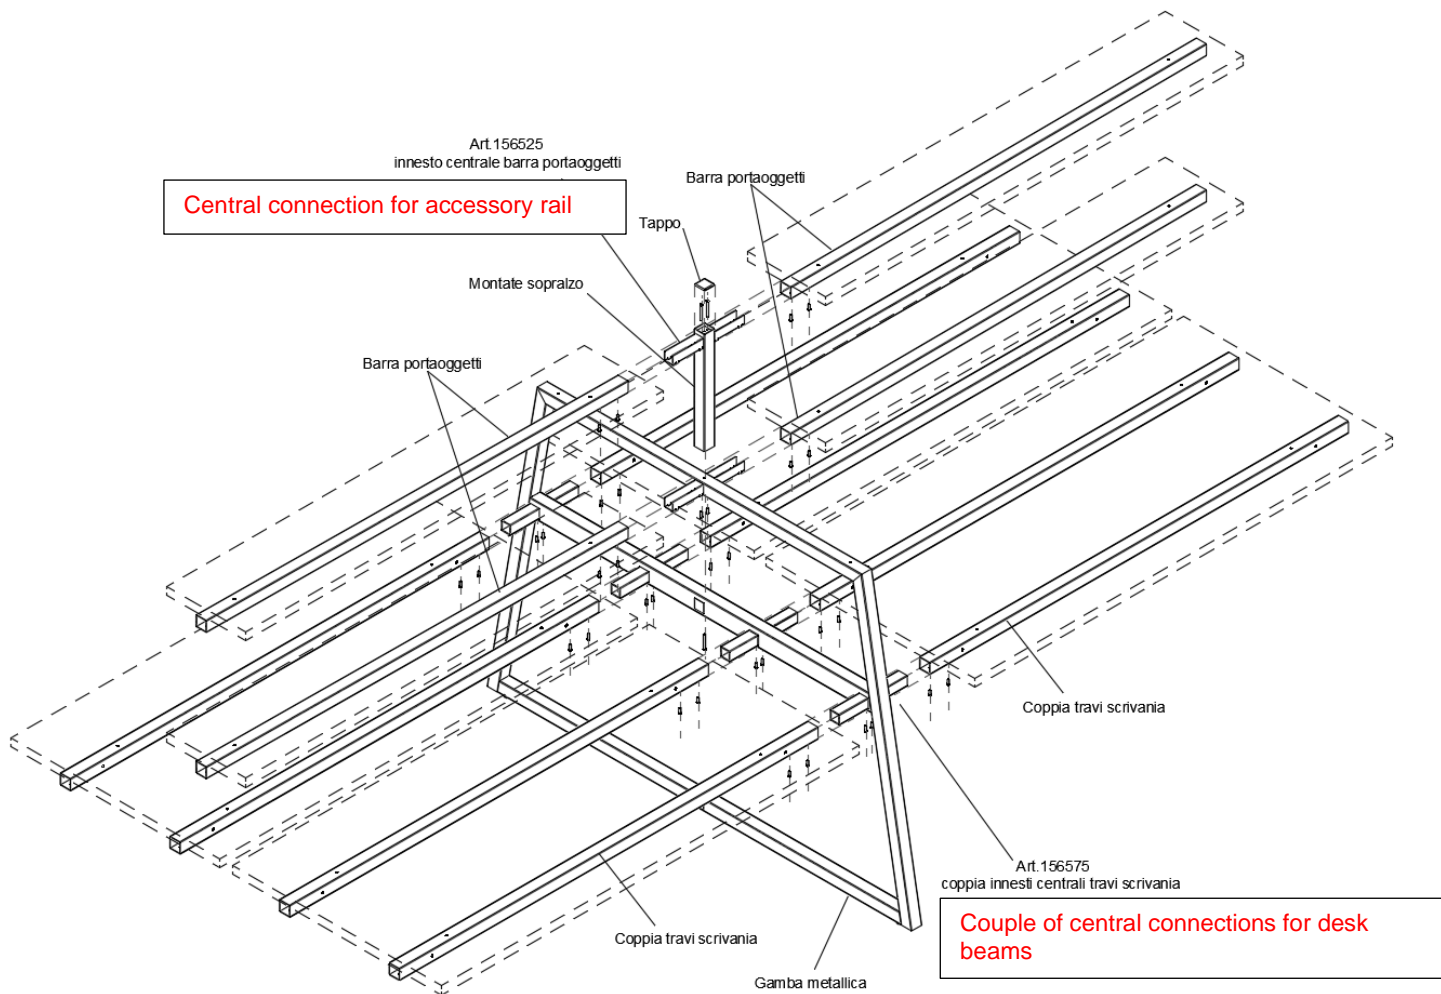 Art.156525
innesto centrale barra portaoggetti
Central connection for accessory rail
Barra portaoggetti
Tappo
Montate sopralzo
Barra portaoggetti
Coppia travi scrivania
Art.156575
coppia innesti centrali travi scrivania
Couple of central connections for desk
beams
Coppia travi scrivania
Gamba metallica